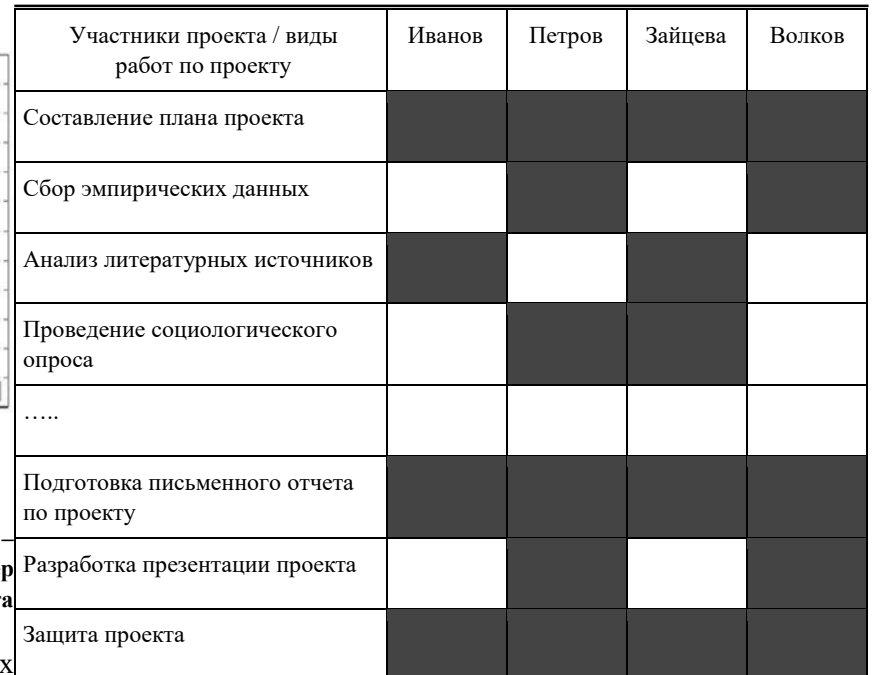 Участники проекта / виды
работ по проекту
Иванов
Петров
Зайцева
Волков
Составление плана проекта
Сбор эмпирических данных
Анализ литературных источников
Проведение социологического
опроса
…..
Подготовка письменного отчета
по проекту
Разработка презентации проекта
Защита проекта